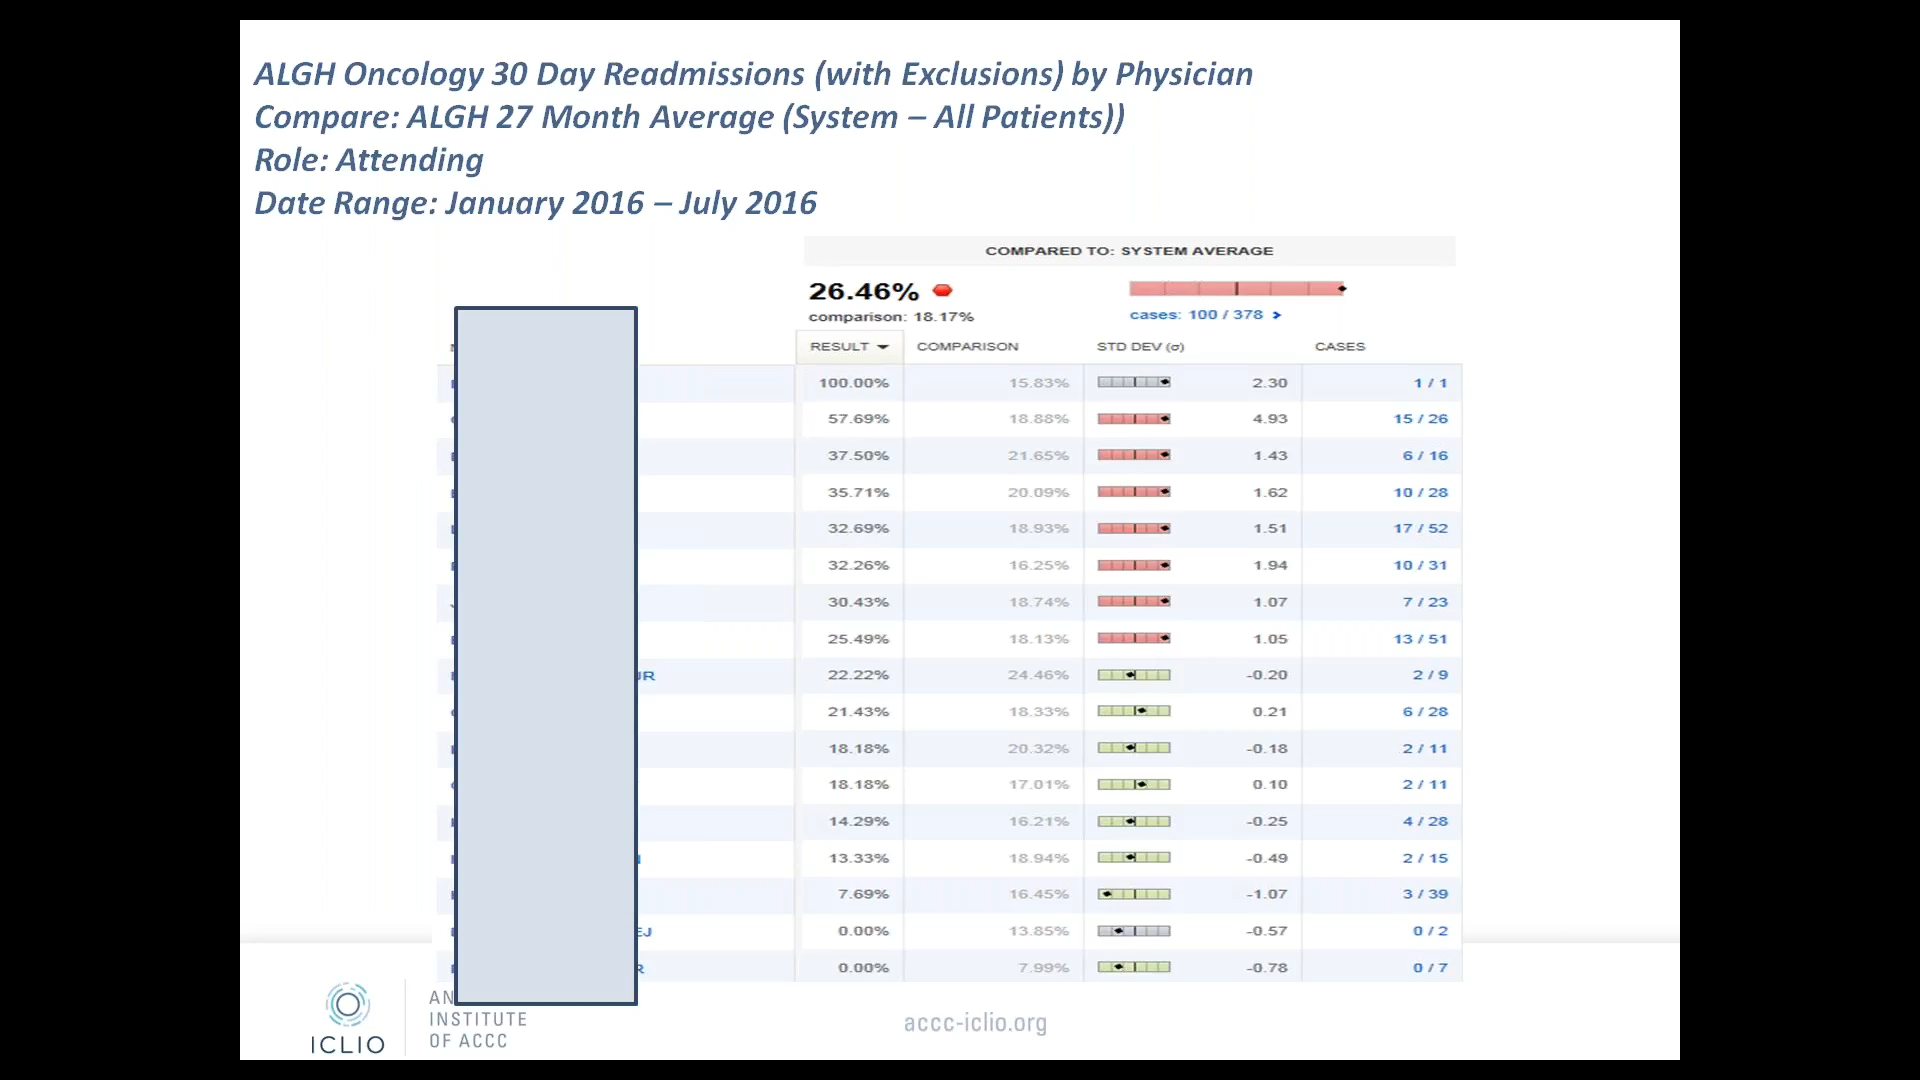 ALGH Oncology 30 Day Readmissions (with Exclusions) by Physician
Compare: ALGH 27 Month Average (System – All Patients))
Role: Attending
Date Range: January 2016 – July 2016
COMPARED TO: SYSTEM AVERAGE
26.46%
comparison: 18.17%
cases: 100 / 378 >
RESULT COMPARISON STD DEV (σ) CASES
100.00% 15.83% 2.30 1 / 1
57.69% 18.88% 4.93 15 / 26
37.50% 21.65% 1.43 6 / 16
35.71% 20.09% 1.62 10 / 28
32.69% 18.93% 1.51 17 / 52
32.26% 16.25% 1.94 10 / 31
30.43% 18.74% 1.07 7 / 23
25.49% 18.13% 1.05 13 / 51
JR 22.22% 24.46% -0.20 2 / 9
21.43% 18.33% 0.21 6 / 28
18.18% 20.32% -0.18 2 / 11
18.18% 17.01% 0.10 2 / 11
14.29% 16.21% -0.25 4 / 28
13.33% 18.94% -0.49 2 / 15
7.69% 16.45% -1.07 3 / 39
EJ 0.00% 13.85% -0.57 0 / 2
R 0.00% 7.99% -0.78 0 / 7
ICLIO
AN
INSTITUTE
OF ACCC
accc-iclio.org